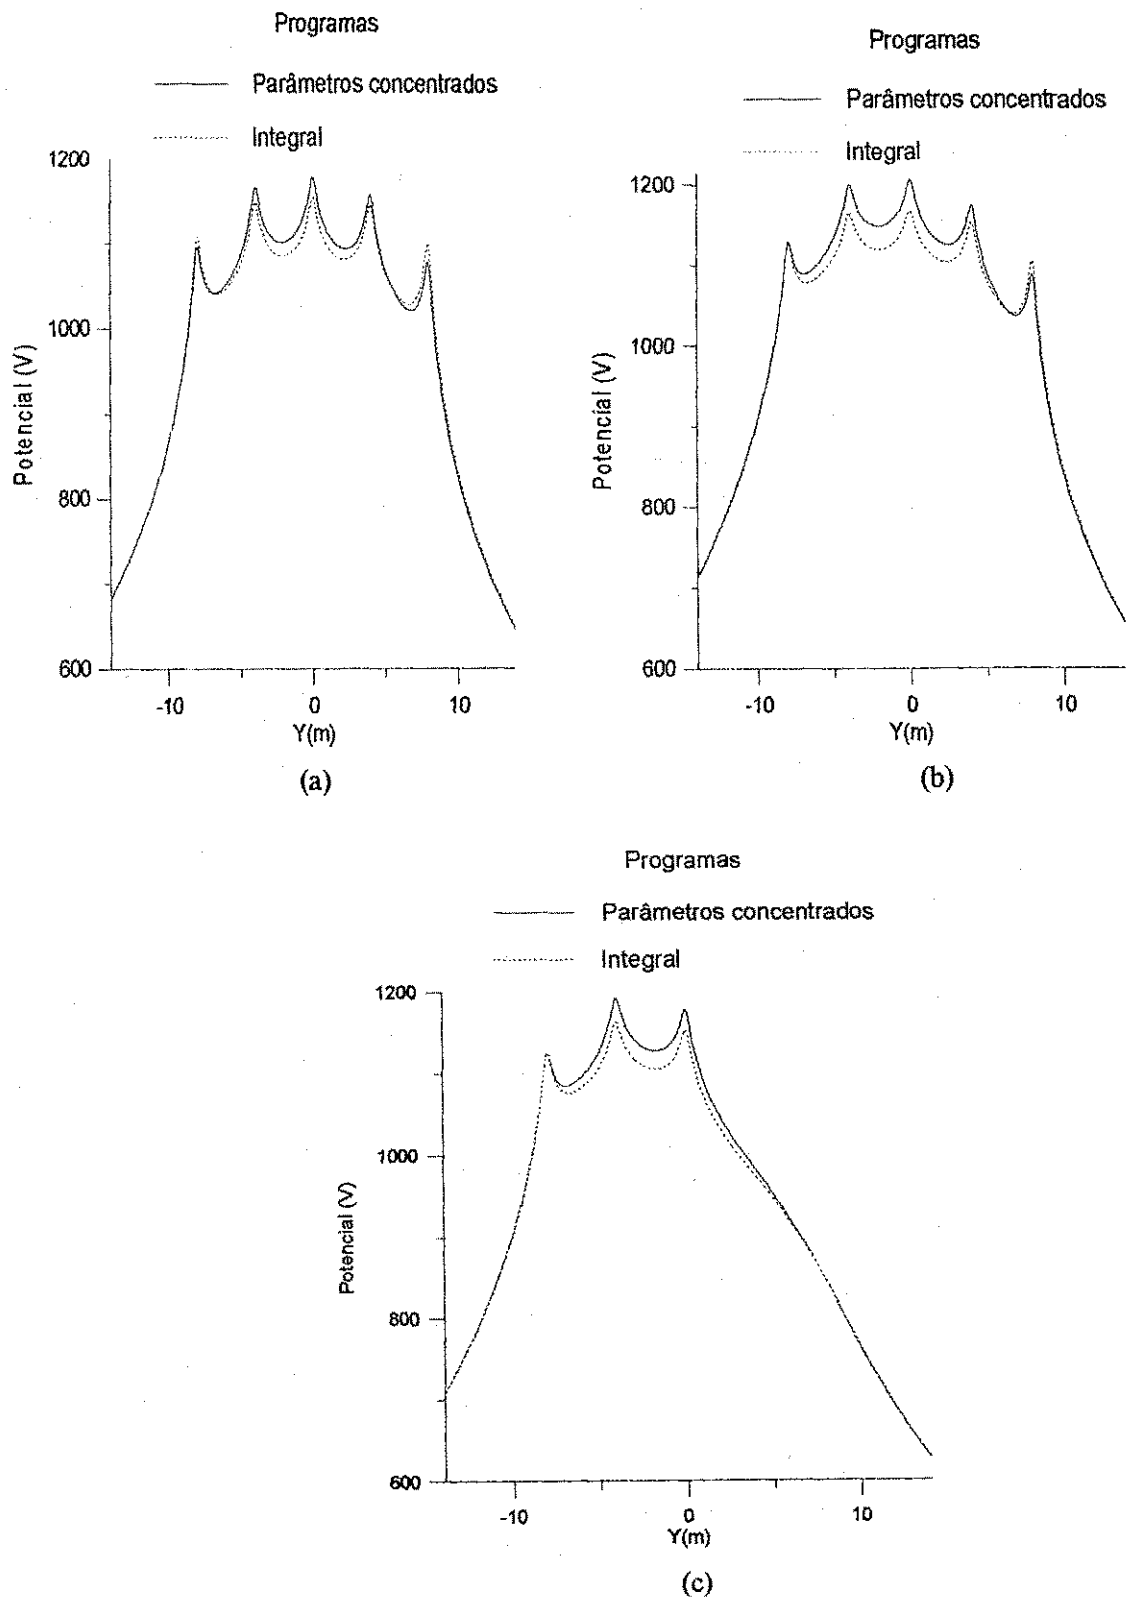 Programas
Parâmetros concentrados
Integral
1200
1000
800
600
Potencial (V)
-10
0
10
Y(m)
(a)
Programas
Parâmetros concentrados
Integral
1200
1000
800
600
Potencial (V)
-10
0
10
Y(m)
(b)
Programas
Parâmetros concentrados
Integral
1200
1000
800
600
Potencial (V)
-10
0
10
Y(m)
(c)